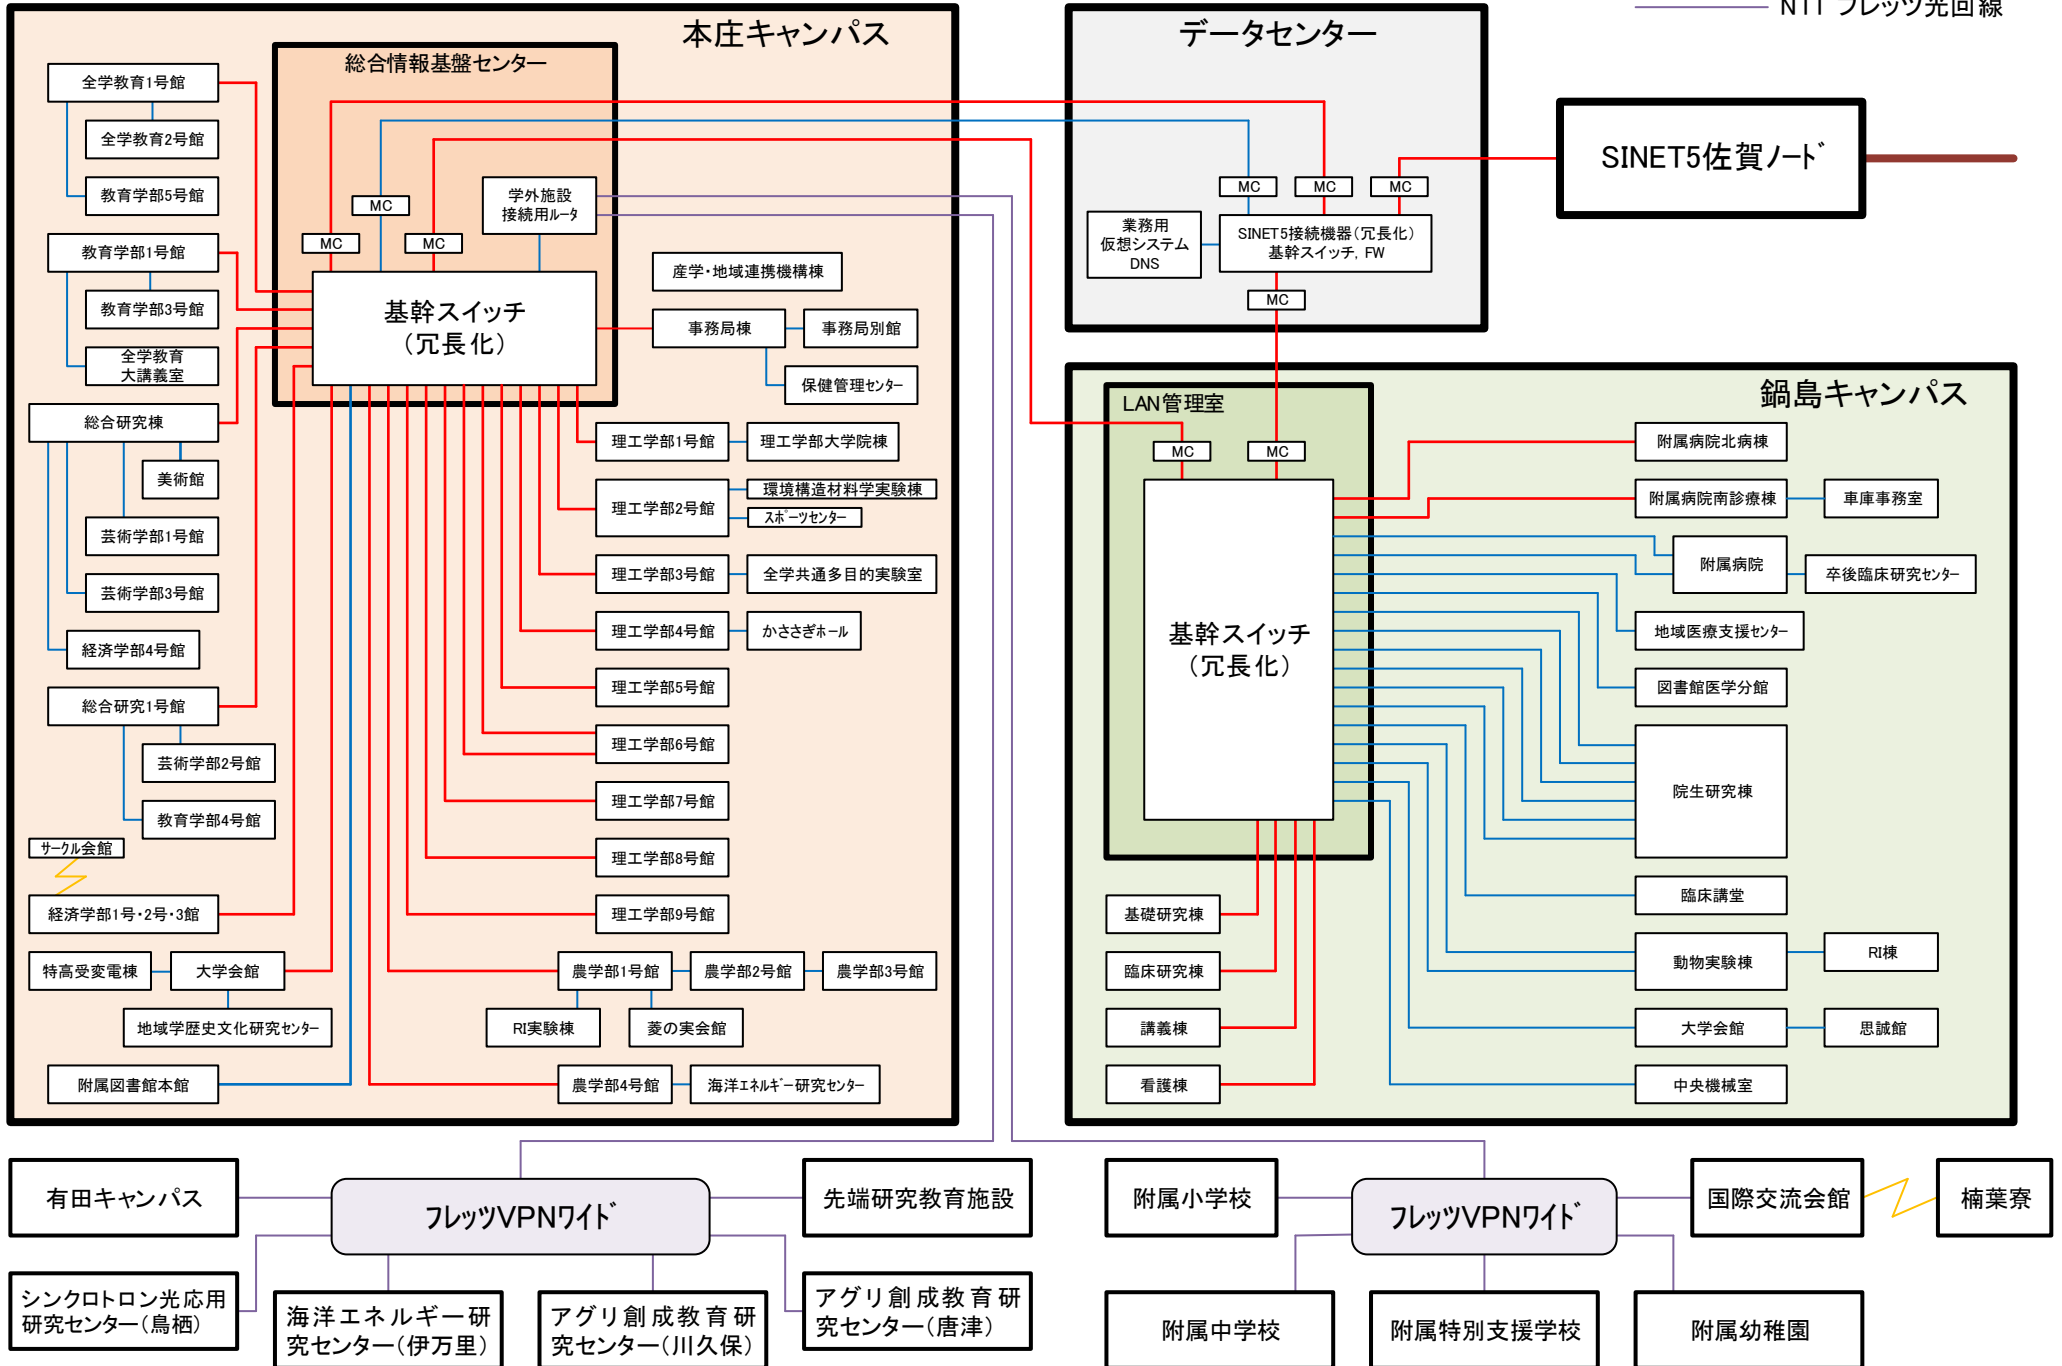 NTT フレッツ光回線
本庄キャンパス
総合情報基盤センター
全学教育1号館
全学教育2号館
教育学部5号館
教育学部1号館
教育学部3号館
全学教育
大講義室
総合研究棟
美術館
芸術学部1号館
芸術学部3号館
経済学部4号館
総合研究1号館
芸術学部2号館
教育学部4号館
サークル会館
経済学部1号・2号・3館
特高受変電棟
大学会館
地域学歴史文化研究センター
附属図書館本館
MC
MC
MC
学外施設
接続用ルータ
基幹スイッチ
（冗長化）
産学・地域連携機構棟
事務局棟
事務局別館
保健管理センター
理工学部1号館
理工学部大学院棟
理工学部2号館
環境構造材料学実験棟
スポーツセンター
理工学部3号館
全学共通多目的実験室
理工学部4号館
かささぎホール
理工学部5号館
理工学部6号館
理工学部7号館
理工学部8号館
理工学部9号館
農学部1号館
農学部2号館
農学部3号館
RI実験棟
菱の実会館
農学部4号館
海洋エネルギー研究センター
データセンター
MC
MC
MC
業務用
仮想システム
DNS
SINET5接続機器（冗長化）
基幹スイッチ, FW
MC
SINET5佐賀ノード
鍋島キャンパス
LAN管理室
MC
MC
基幹スイッチ
（冗長化）
附属病院北病棟
附属病院南診療棟
車庫事務室
附属病院
卒後臨床研究センター
地域医療支援センター
図書館医学分館
院生研究棟
臨床講堂
動物実験棟
RI棟
大学会館
思誠館
中央機械室
基礎研究棟
臨床研究棟
講義棟
看護棟
有田キャンパス
フレッツVPNワイド
先端研究教育施設
シンクロトロン光応用
研究センター（鳥栖）
海洋エネルギー研
究センター（伊万里）
アグリ創成教育研
究センター（川久保）
アグリ創成教育研
究センター（唐津）
附属小学校
フレッツVPNワイド
国際交流会館
楠葉寮
附属中学校
附属特別支援学校
附属幼稚園